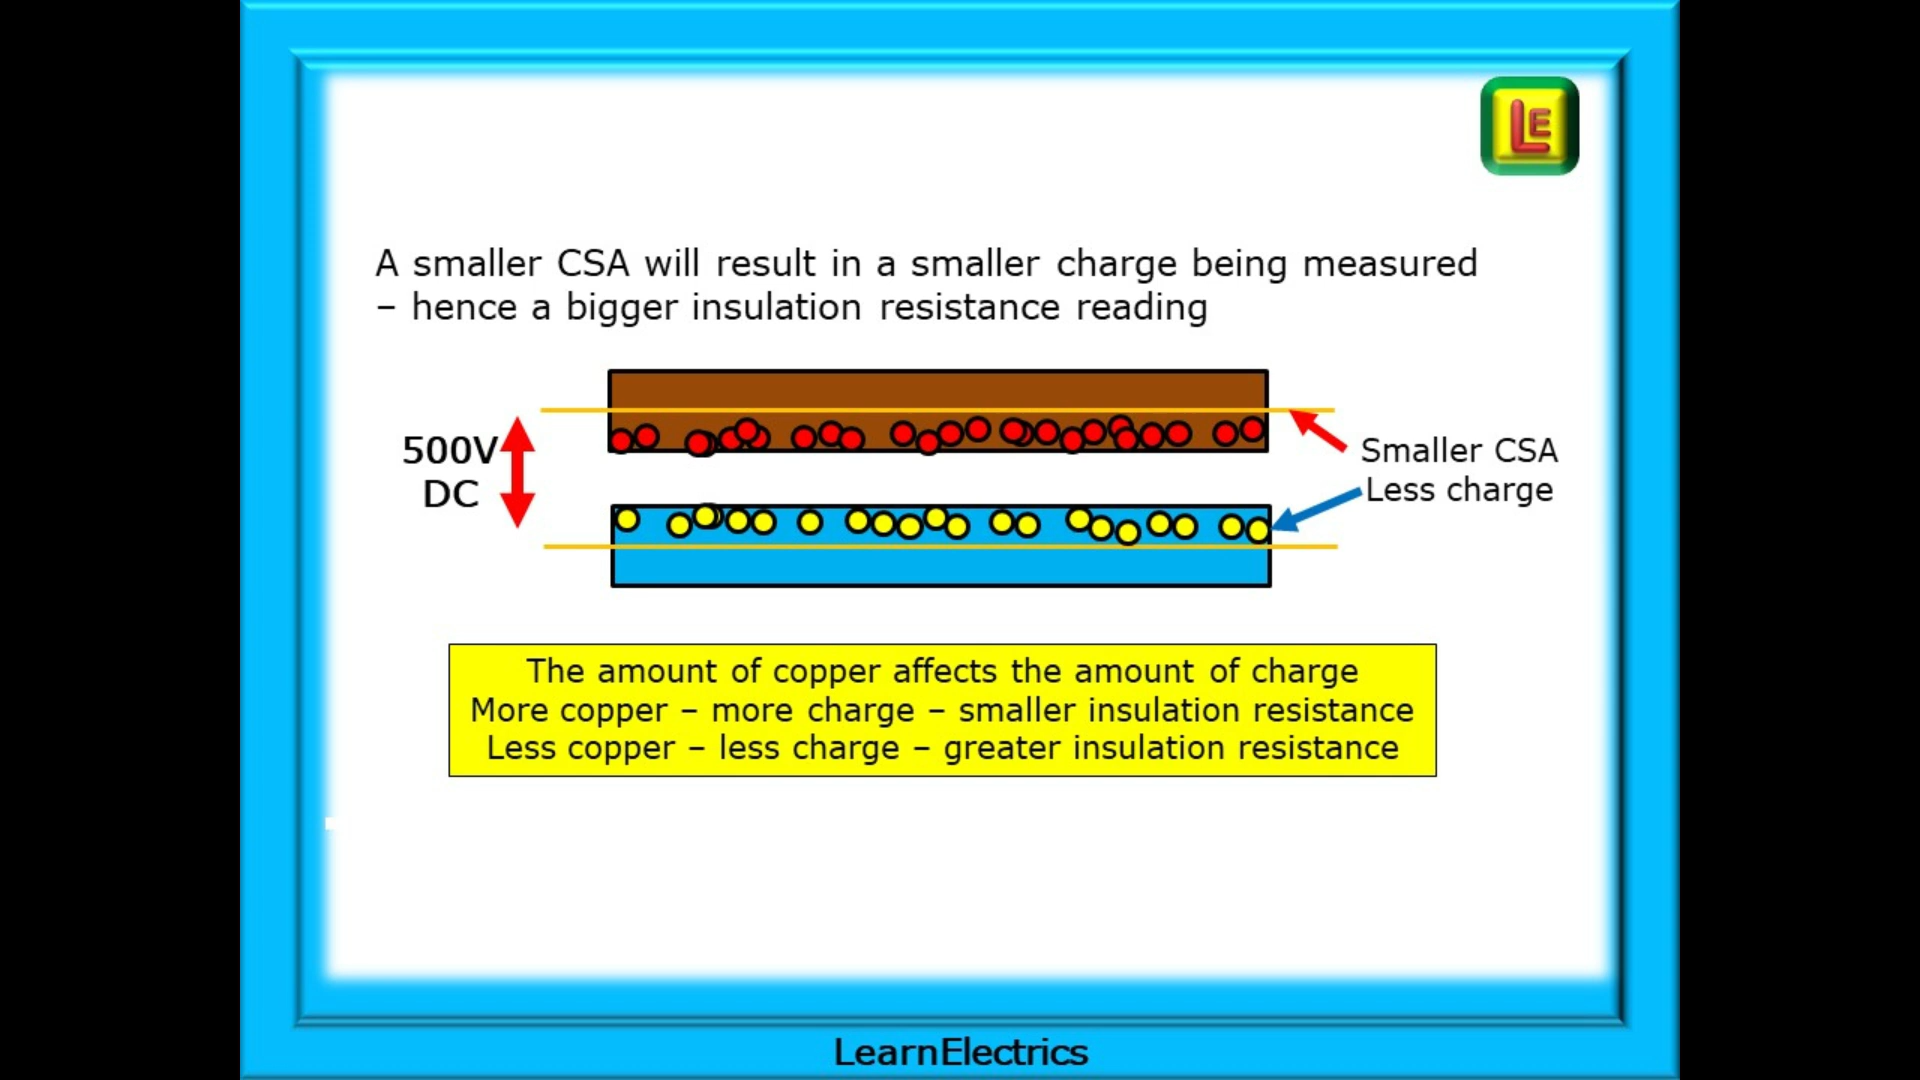 LE
A smaller CSA will result in a smaller charge being measured
– hence a bigger insulation resistance reading
500V
DC
Smaller CSA
Less charge
The amount of copper affects the amount of charge
More copper – more charge – smaller insulation resistance
Less copper – less charge – greater insulation resistance
LearnElectrics